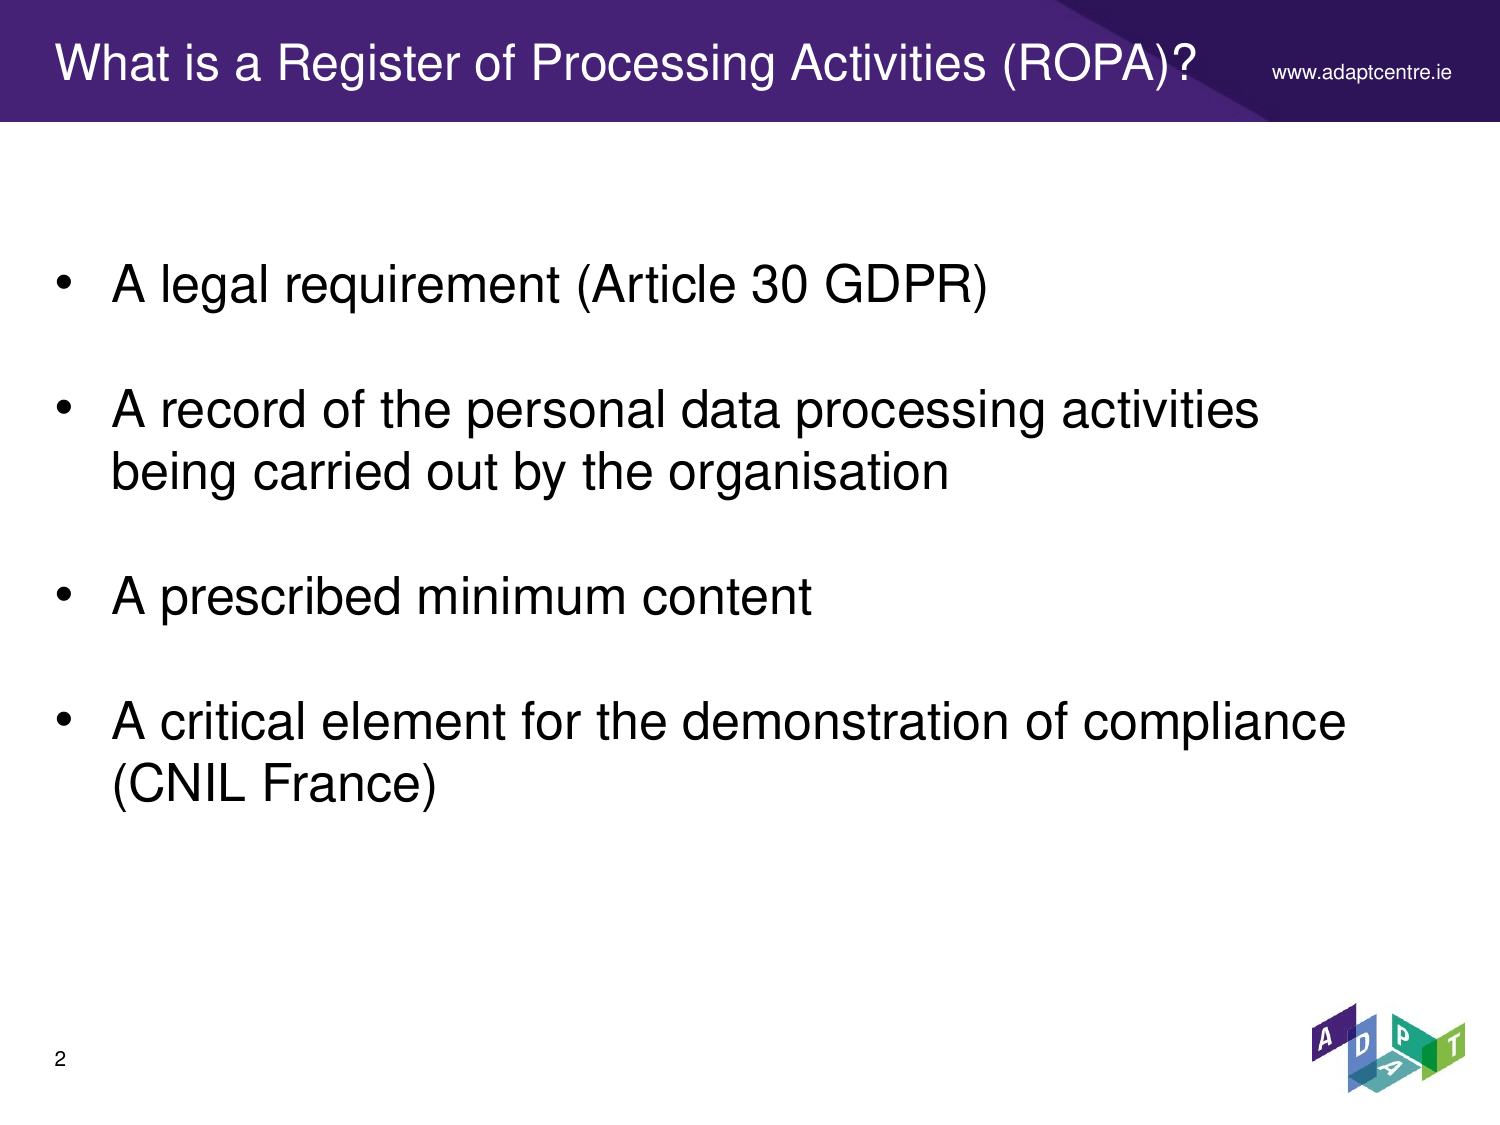 What is a Register of Processing Activities (ROPA)?
www.adaptcentre.ie
• A legal requirement (Article 30 GDPR)
• A record of the personal data processing activities
being carried out by the organisation
• A prescribed minimum content
• A critical element for the demonstration of compliance
(CNIL France)
2
A D A P T